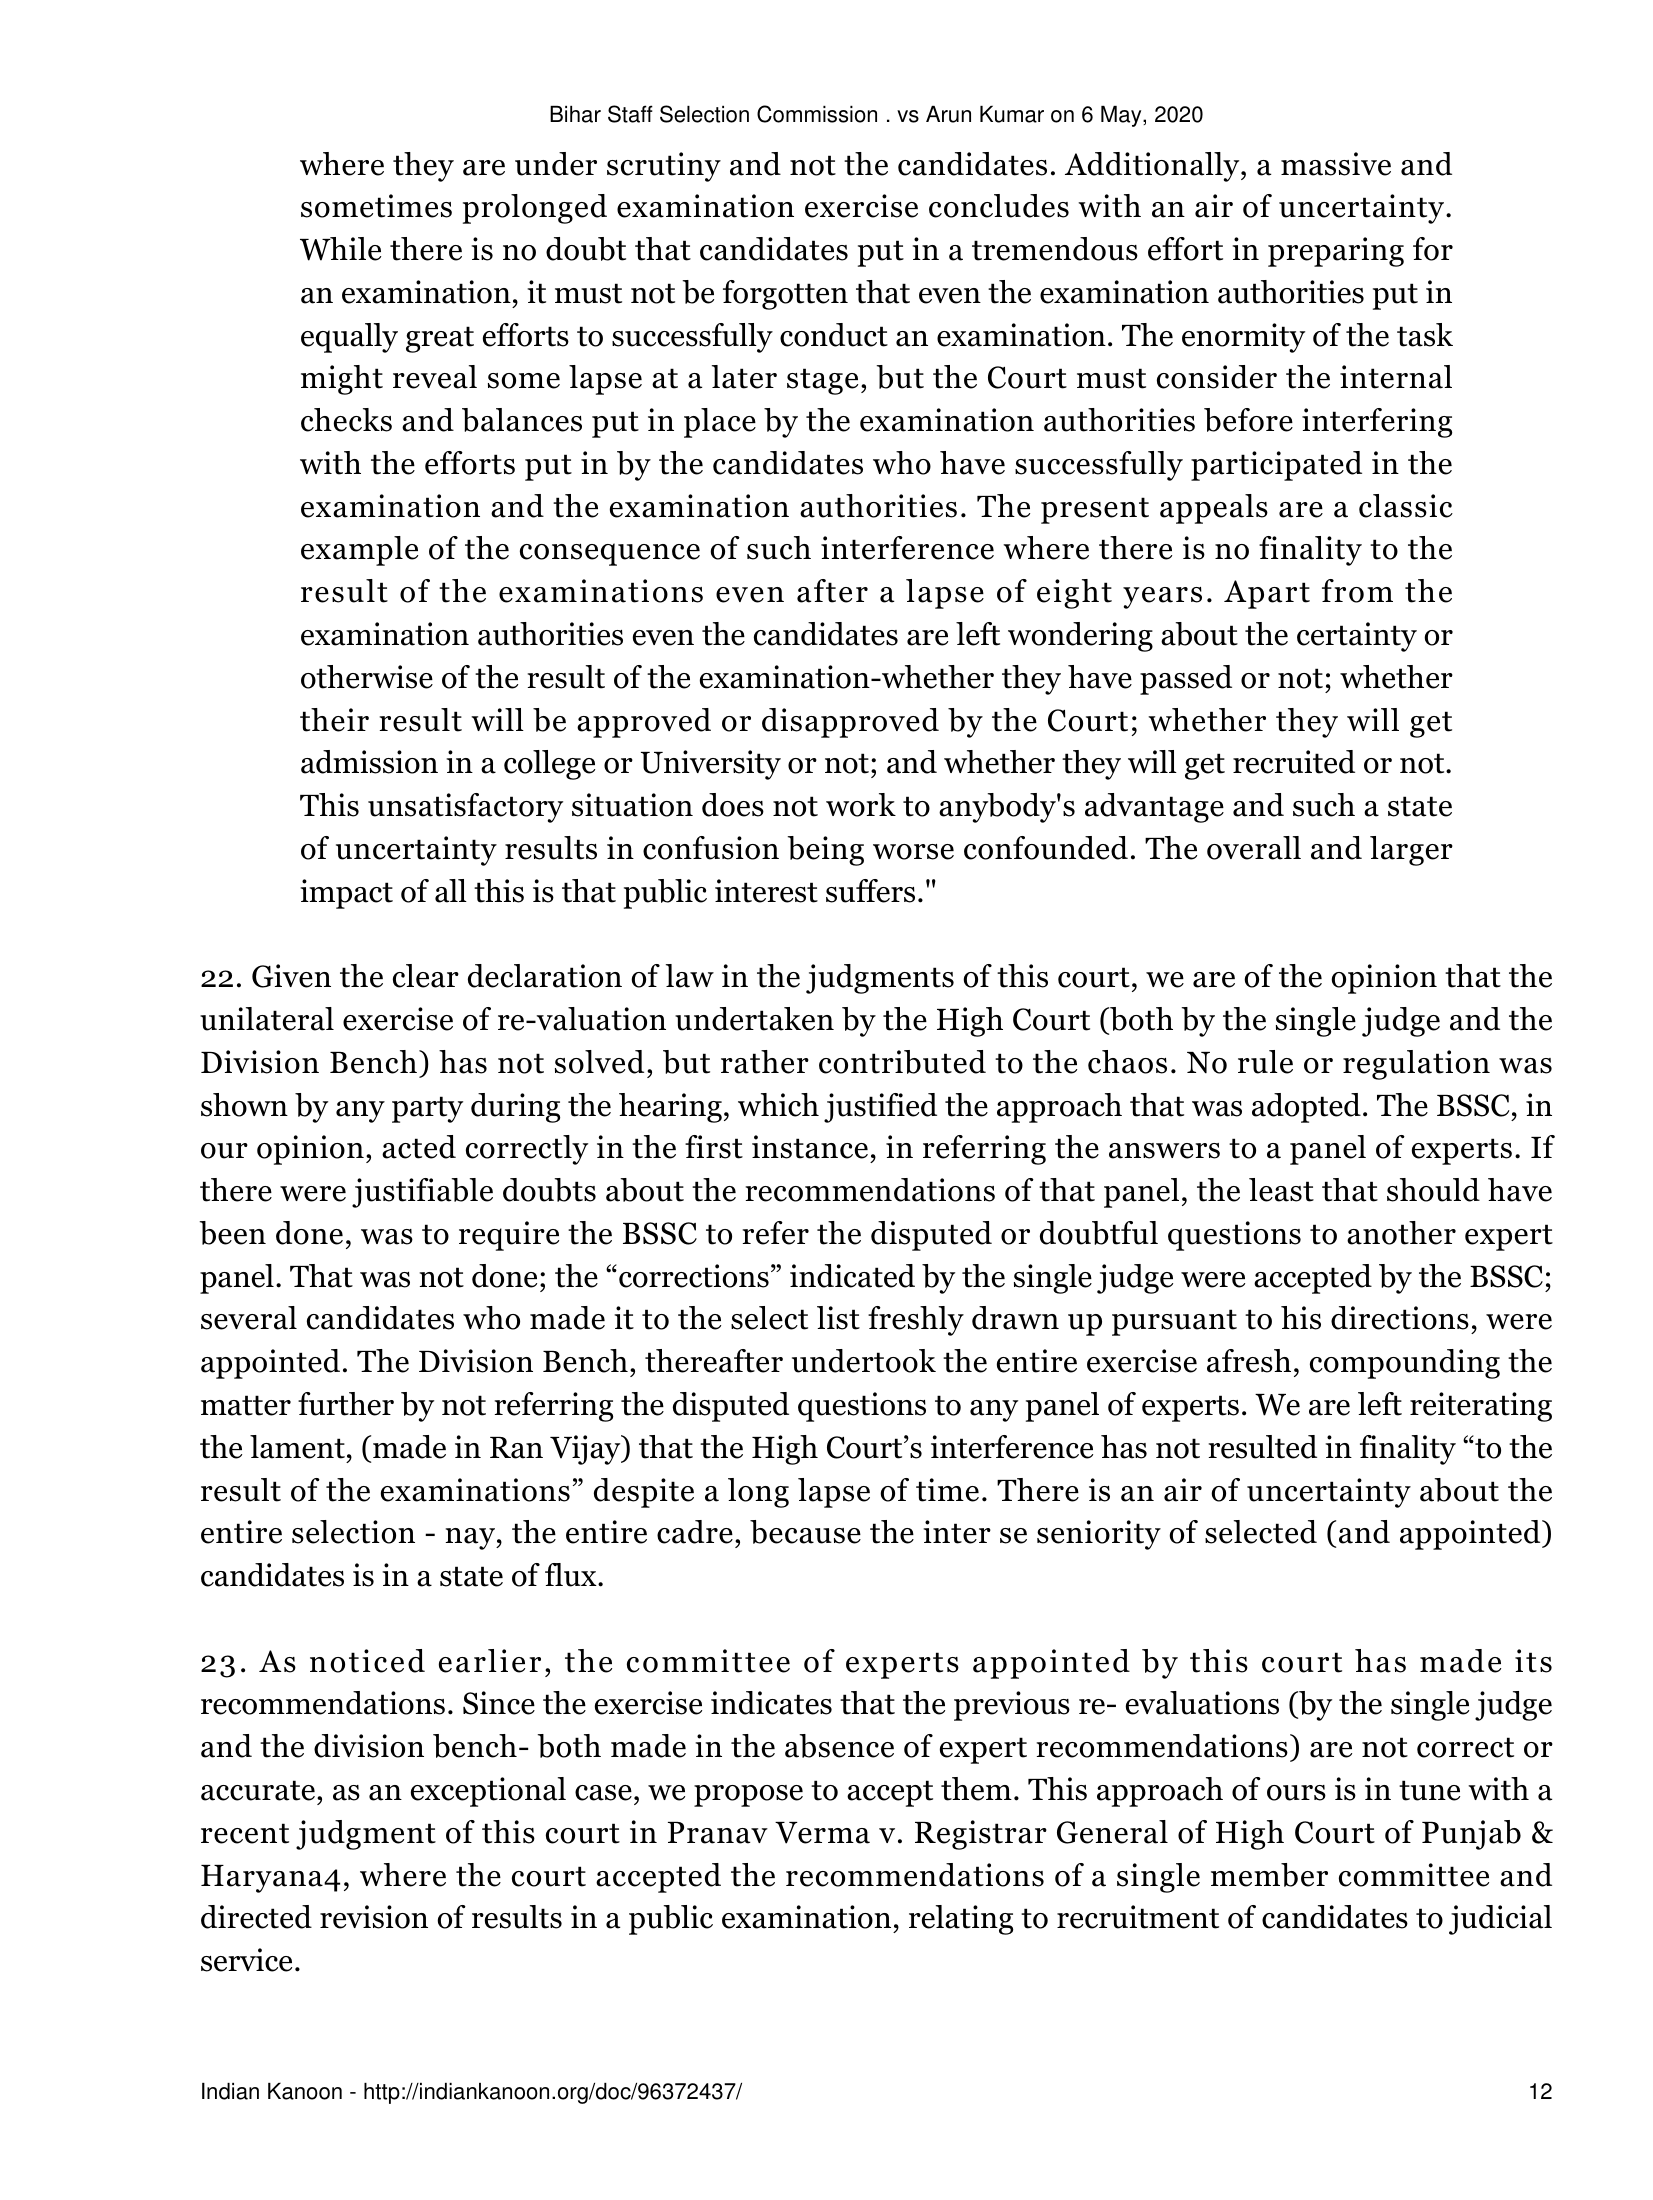 Bihar Staff Selection Commission . vs Arun Kumar on 6 May, 2020
where they are under scrutiny and not the candidates. Additionally, a massive and
sometimes prolonged examination exercise concludes with an air of uncertainty.
While there is no doubt that candidates put in a tremendous effort in preparing for
an examination, it must not be forgotten that even the examination authorities put in
equally great efforts to successfully conduct an examination. The enormity of the task
might reveal some lapse at a later stage, but the Court must consider the internal
checks and balances put in place by the examination authorities before interfering
with the efforts put in by the candidates who have successfully participated in the
examination and the examination authorities. The present appeals are a classic
example of the consequence of such interference where there is no finality to the
result of the examinations even after a lapse of eight years. Apart from the
examination authorities even the candidates are left wondering about the certainty or
otherwise of the result of the examination-whether they have passed or not; whether
their result will be approved or disapproved by the Court; whether they will get
admission in a college or University or not; and whether they will get recruited or not.
This unsatisfactory situation does not work to anybody's advantage and such a state
of uncertainty results in confusion being worse confounded. The overall and larger
impact of all this is that public interest suffers."
22. Given the clear declaration of law in the judgments of this court, we are of the opinion that the
unilateral exercise of re-valuation undertaken by the High Court (both by the single judge and the
Division Bench) has not solved, but rather contributed to the chaos. No rule or regulation was
shown by any party during the hearing, which justified the approach that was adopted. The BSSC, in
our opinion, acted correctly in the first instance, in referring the answers to a panel of experts. If
there were justifiable doubts about the recommendations of that panel, the least that should have
been done, was to require the BSSC to refer the disputed or doubtful questions to another expert
panel. That was not done; the “corrections” indicated by the single judge were accepted by the BSSC;
several candidates who made it to the select list freshly drawn up pursuant to his directions, were
appointed. The Division Bench, thereafter undertook the entire exercise afresh, compounding the
matter further by not referring the disputed questions to any panel of experts. We are left reiterating
the lament, (made in Ran Vijay) that the High Court’s interference has not resulted in finality “to the
result of the examinations” despite a long lapse of time. There is an air of uncertainty about the
entire selection - nay, the entire cadre, because the inter se seniority of selected (and appointed)
candidates is in a state of flux.
23. As noticed earlier, the committee of experts appointed by this court has made its
recommendations. Since the exercise indicates that the previous re- evaluations (by the single judge
and the division bench- both made in the absence of expert recommendations) are not correct or
accurate, as an exceptional case, we propose to accept them. This approach of ours is in tune with a
recent judgment of this court in Pranav Verma v. Registrar General of High Court of Punjab &
Haryana4, where the court accepted the recommendations of a single member committee and
directed revision of results in a public examination, relating to recruitment of candidates to judicial
service.
Indian Kanoon - http://indiankanoon.org/doc/96372437/
12